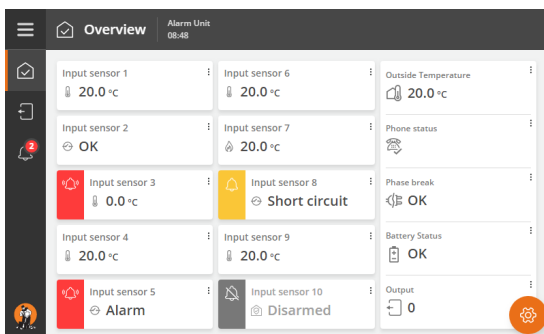 Overview
Alarm Unit
08:48
2
Input sensor 1
20.0 °C
Input sensor 2
OK
Input sensor 3
0.0 °C
Input sensor 4
20.0 °C
Input sensor 5
Alarm
Input sensor 6
20.0 °C
Input sensor 7
20.0 °C
Input sensor 8
Short circuit
Input sensor 9
20.0 °C
Input sensor 10
Disarmed
Outside Temperature
20.0 °C
Phone status
Phase break
OK
Battery Status
OK
Output
0